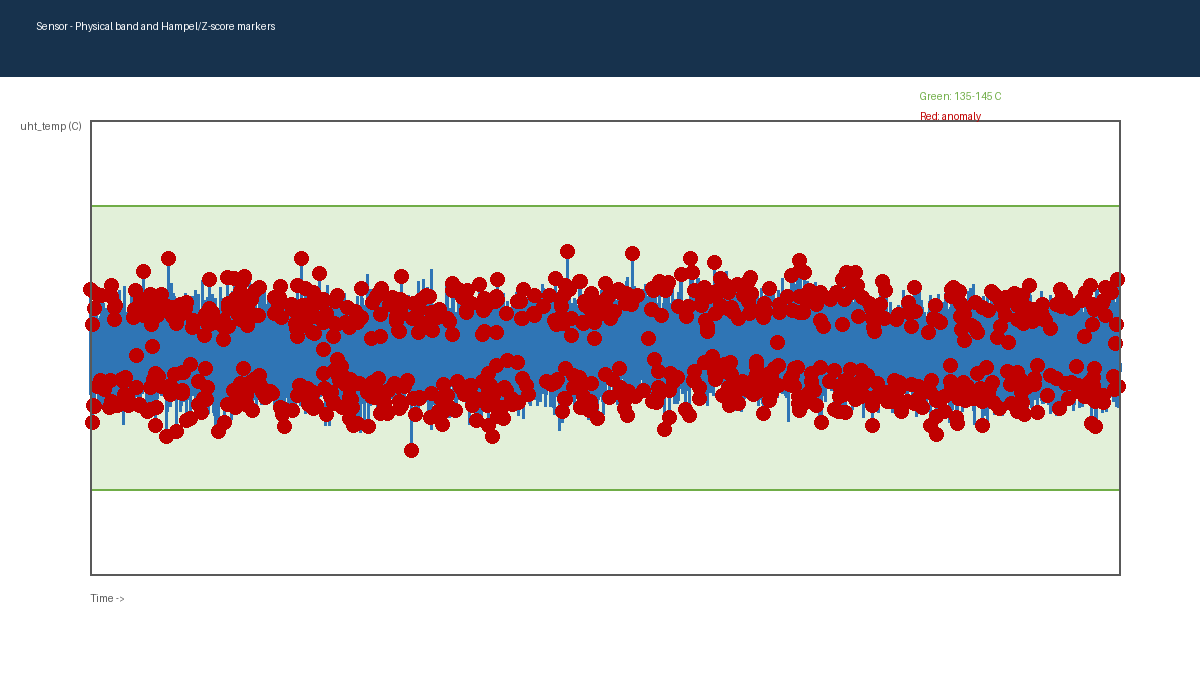 Sensor - Physical band and Hampel/Z-score markers
Green: 135-145 C
Red: anomaly
uht_temp (C)
Time ->